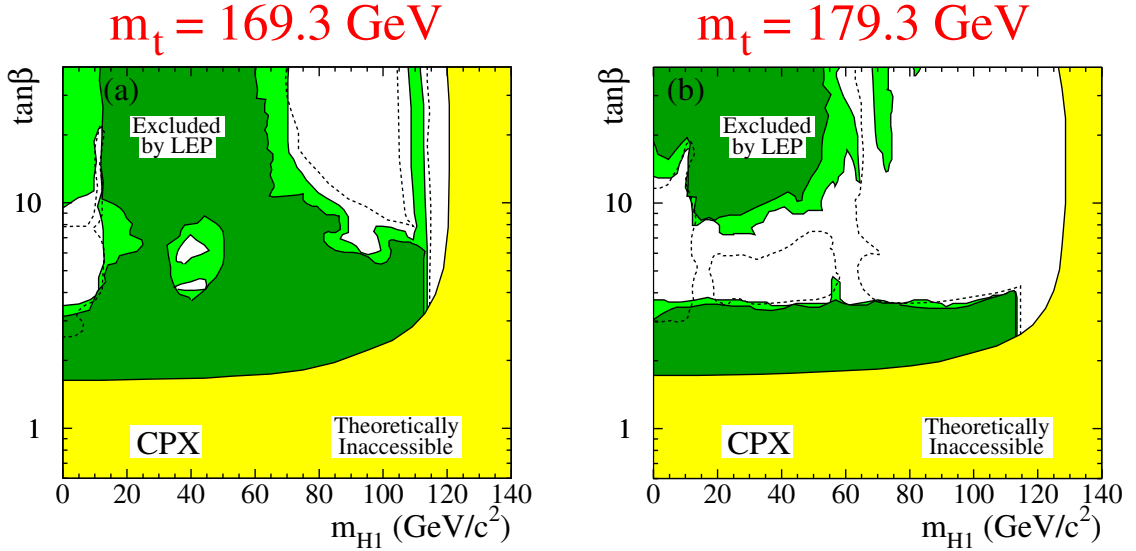 m_t = 169.3 GeV
tanβ
(a)
Excluded
by LEP
10
1
CPX
Theoretically
Inaccessible
0 20 40 60 80 100 120 140
m_H1 (GeV/c²)
m_t = 179.3 GeV
tanβ
(b)
Excluded
by LEP
10
1
CPX
Theoretically
Inaccessible
0 20 40 60 80 100 120 140
m_H1 (GeV/c²)